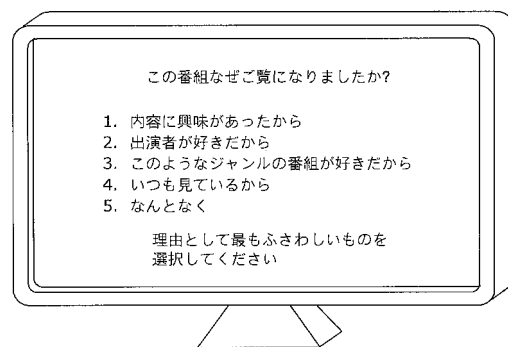 この番組なぜご覧になりましたか?
1. 内容に興味があったから
2. 出演者が好きだから
3. このようなジャンルの番組が好きだから
4. いつも見ているから
5. なんとなく
理由として最もふさわしいものを
選択してください